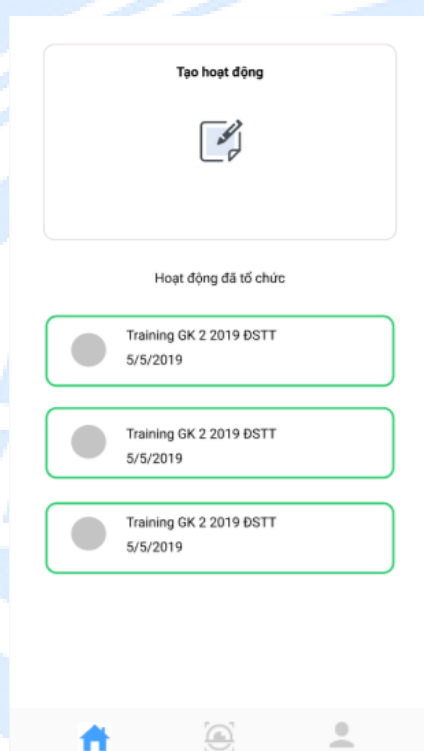 Tạo hoạt động
Hoạt động đã tổ chức
Training GK 2 2019 ĐSTT
5/5/2019
Training GK 2 2019 ĐSTT
5/5/2019
Training GK 2 2019 ĐSTT
5/5/2019